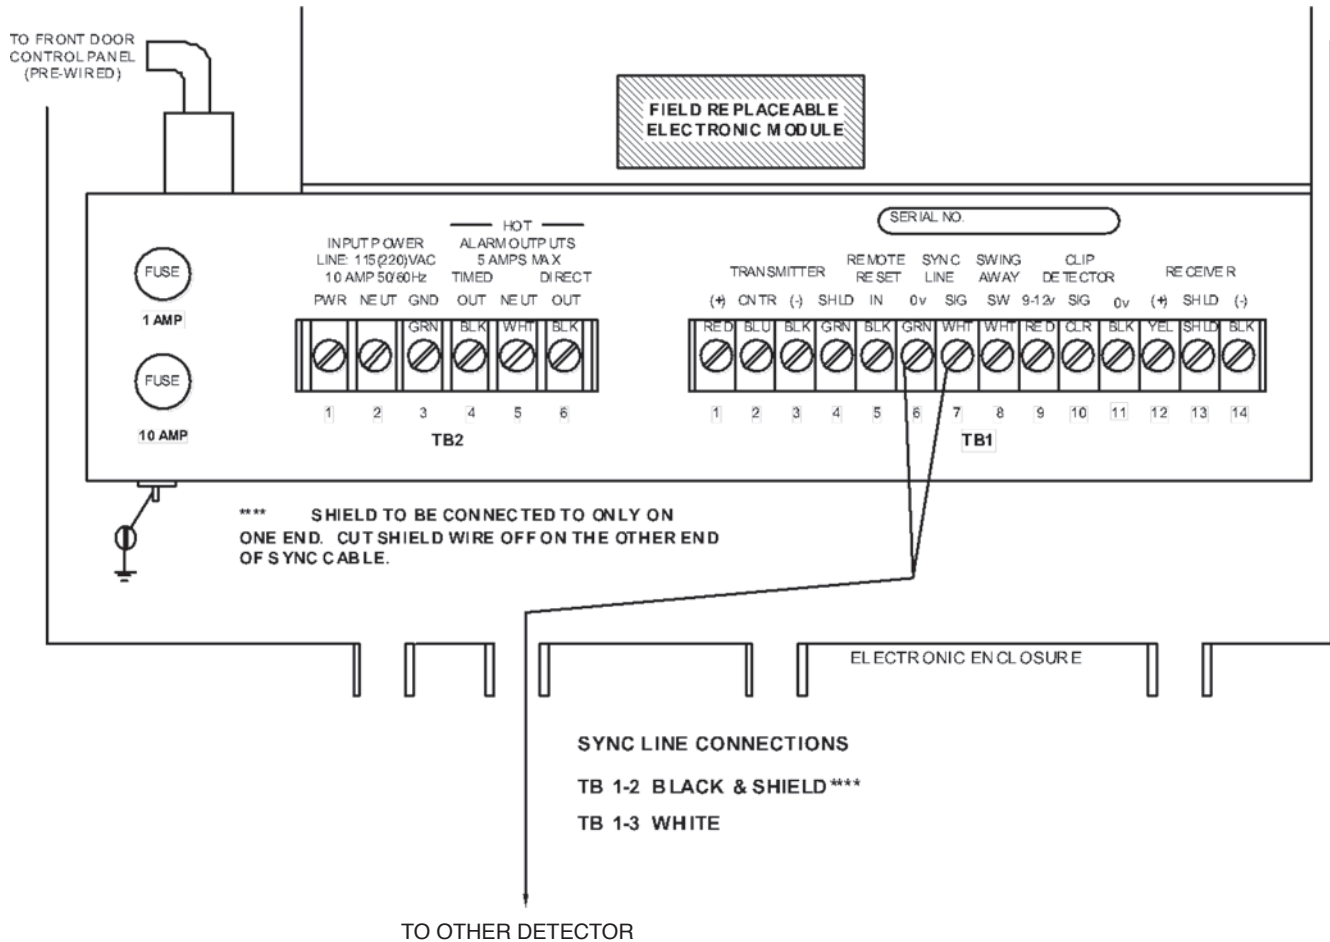 TO FRONT DOOR
CONTROL PANEL
(PRE-WIRED)
FIELD REPLACEABLE
ELECTRONIC MODULE
SERIAL NO.
HOT
INPUT POWER
ALARM OUTPUTS
LINE: 115(220)VAC
5 AMPS MAX
10 AMP 50/60Hz
TIMED DIRECT
PWR NEUT GND OUT NEUT OUT
GRN BLK WHT BLK
1 2 3 4 5 6
TB2
FUSE
1 AMP
FUSE
10 AMP
REMOTE SYNC SWING CLIP
TRANSMITTER RESET LINE AWAY DETECTOR RECEIVER
(+) CNTR (-) SHLD IN 0v SIG SW 9-12v SIG 0v (+) SHLD (-)
RED BLU BLK GRN BLK GRN WHT WHT RED CLR BLK YEL SHLD BLK
1 2 3 4 5 6 7 8 9 10 11 12 13 14
TB1
**** SHIELD TO BE CONNECTED TO ONLY ON
ONE END. CUT SHIELD WIRE OFF ON THE OTHER END
OF SYNC CABLE.
ELECTRONIC ENCLOSURE
SYNC LINE CONNECTIONS
TB 1-2 BLACK & SHIELD ****
TB 1-3 WHITE
TO OTHER DETECTOR